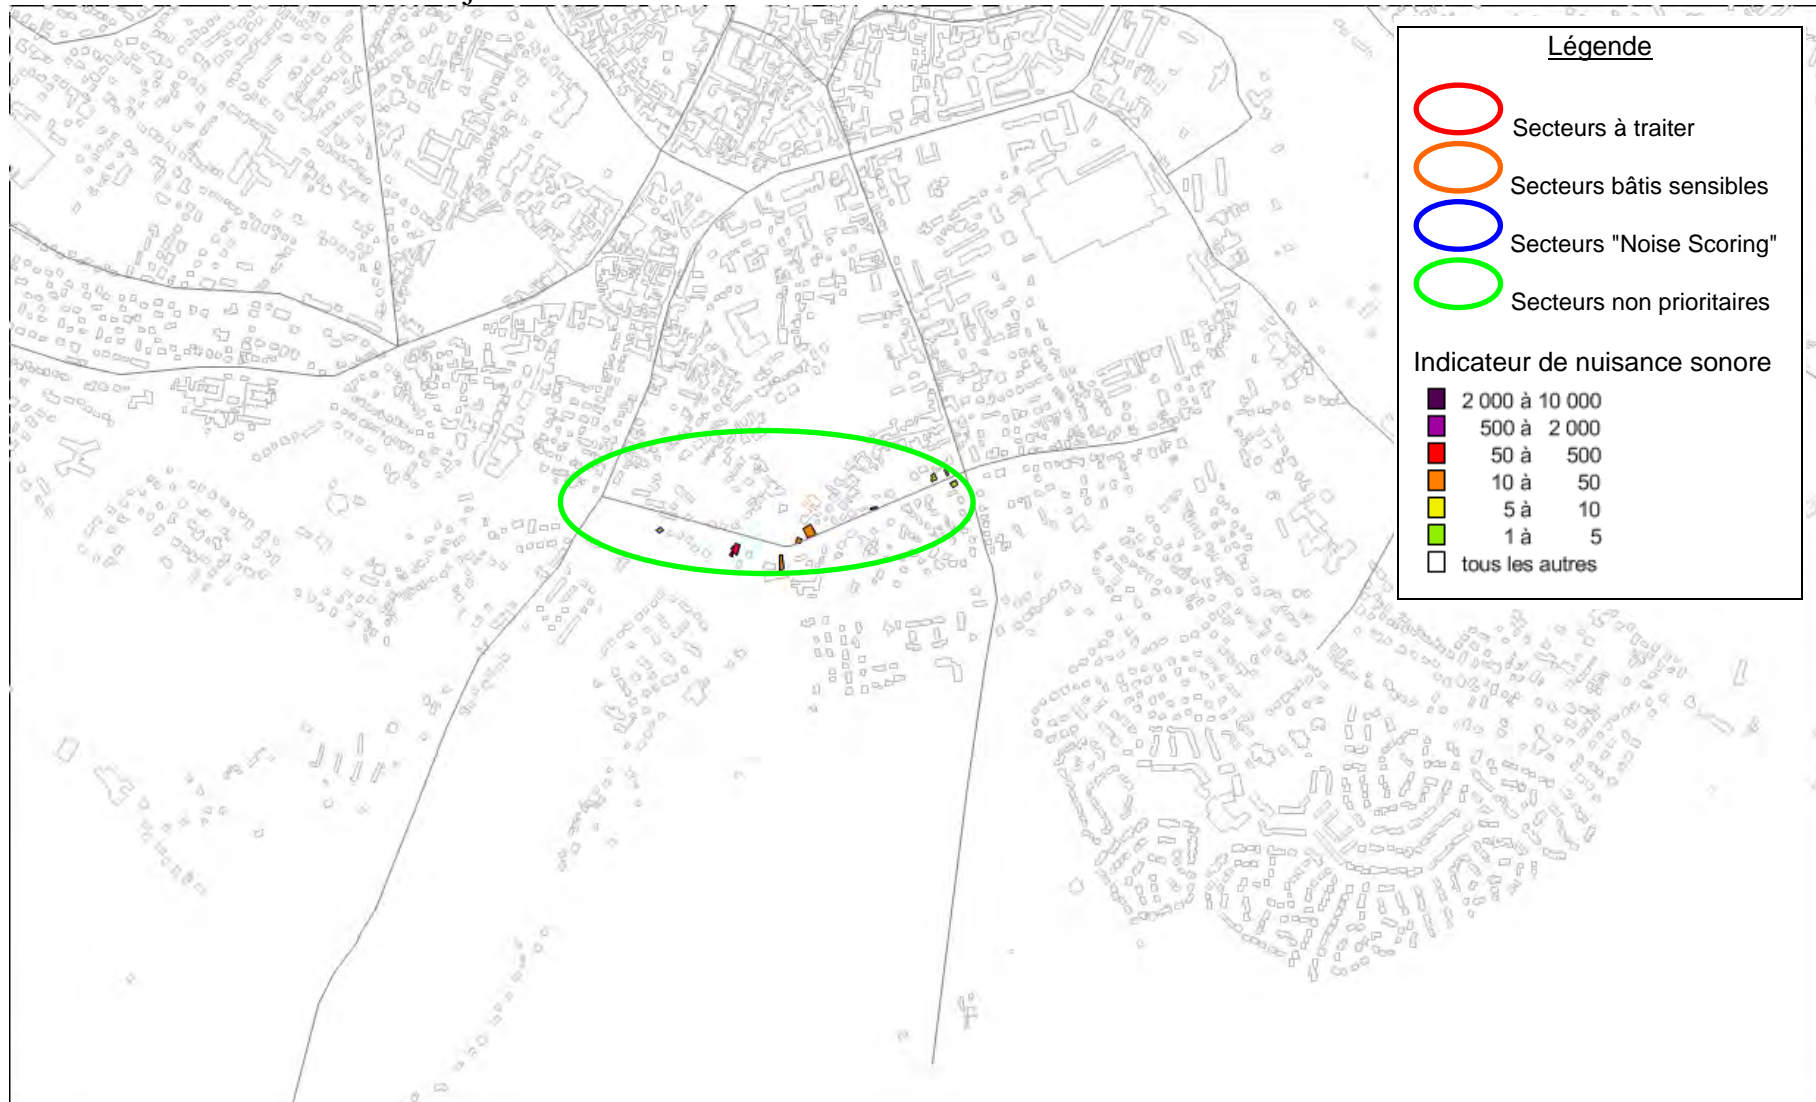 Légende
Secteurs à traiter
Secteurs bâtis sensibles
Secteurs "Noise Scoring"
Secteurs non prioritaires
Indicateur de nuisance sonore
2 000 à 10 000
500 à 2 000
50 à 500
10 à 50
5 à 10
1 à 5
tous les autres